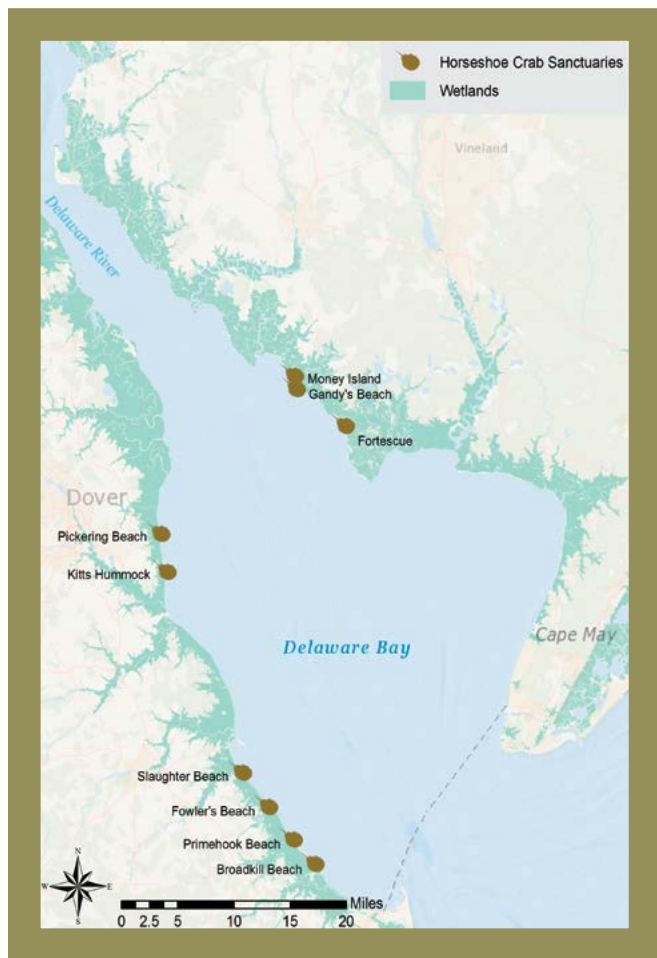 Horseshoe Crab Sanctuaries
Wetlands
Vineland
Delaware River
Money Island
Gandy's Beach
Fortescue
Dover
Pickering Beach
Kitts Hummock
Cape May
Delaware Bay
Slaughter Beach
Fowler's Beach
Primehook Beach
Broadkill Beach
N
W E
S
Miles
0 2.5 5 10 15 20